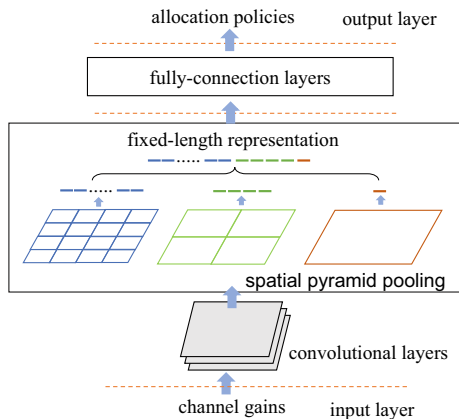 allocation policies
output layer
fully-connection layers
fixed-length representation
spatial pyramid pooling
convolutional layers
channel gains
input layer